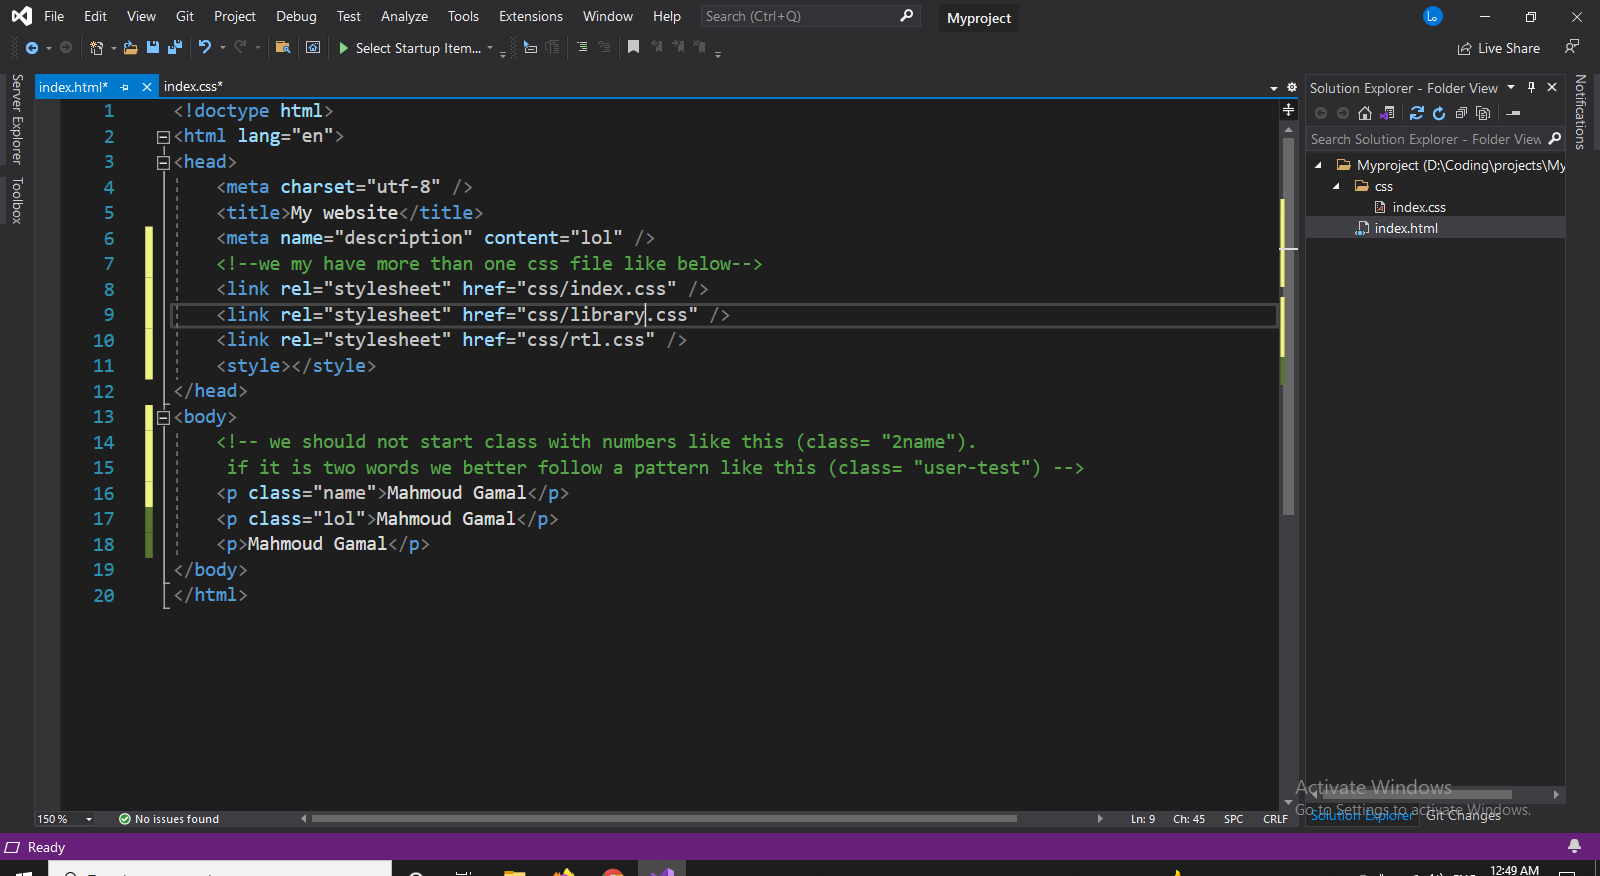 File Edit View Git Project Debug Test Analyze Tools Extensions Window Help Search (Ctrl+Q) Myproject
Select Startup Item... Live Share
Server Explorer
Toolbox
index.html* index.css*
1 <!doctype html>
2 <html lang="en">
3 <head>
4 <meta charset="utf-8" />
5 <title>My website</title>
6 <meta name="description" content="lol" />
7 <!--we my have more than one css file like below-->
8 <link rel="stylesheet" href="css/index.css" />
9 <link rel="stylesheet" href="css/library.css" />
10 <link rel="stylesheet" href="css/rtl.css" />
11 <style></style>
12 </head>
13 <body>
14 <!-- we should not start class with numbers like this (class= "2name").
15 if it is two words we better follow a pattern like this (class= "user-test") -->
16 <p class="name">Mahmoud Gamal</p>
17 <p class="lol">Mahmoud Gamal</p>
18 <p>Mahmoud Gamal</p>
19 </body>
20 </html>
Solution Explorer - Folder View
Search Solution Explorer - Folder View
Myproject (D:\Coding\projects\My
css
index.css
index.html
Notifications
Activate Windows
Go to Settings to activate Windows.
Solution Explorer Git Changes
150 % No issues found Ln: 9 Ch: 45 SPC CRLF
Ready
12:49 AM